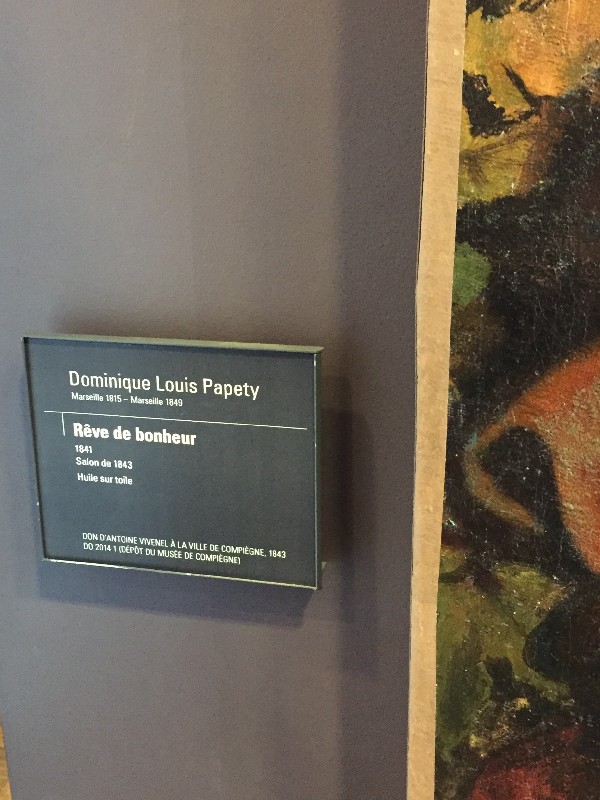 Dominique Louis Papety
Marseille 1815 – Marseille 1849
Rêve de bonheur
1841
Salon de 1843
Huile sur toile
DON D'ANTOINE VIVENEL À LA VILLE DE COMPIÈGNE, 1843
DO 2014 1 (DÉPÔT DU MUSÉE DE COMPIÈGNE)